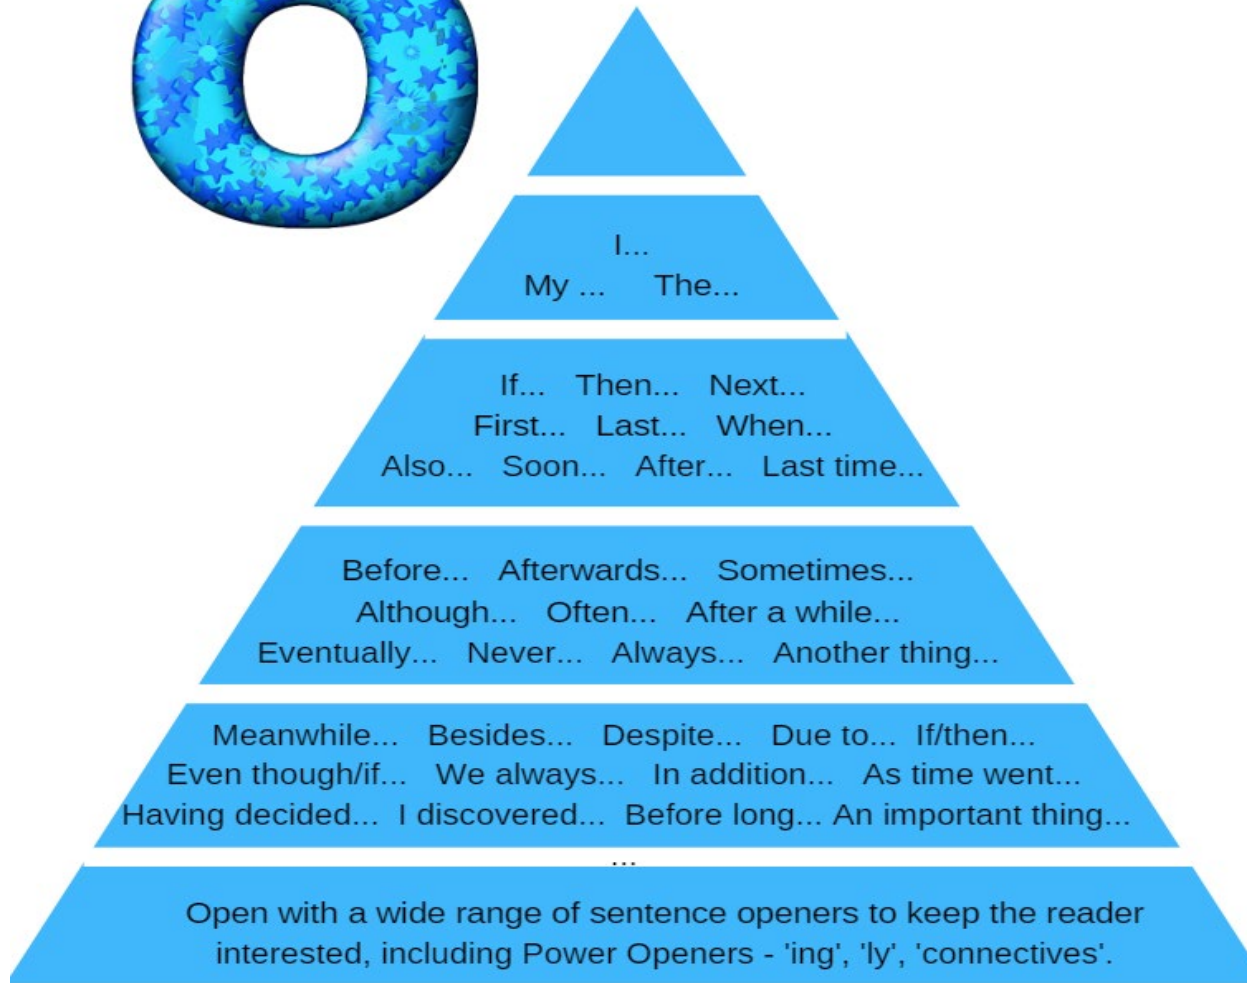 O
I...
My ... The...
If... Then... Next...
First... Last... When...
Also... Soon... After... Last time...
Before... Afterwards... Sometimes...
Although... Often... After a while...
Eventually... Never... Always... Another thing...
Meanwhile... Besides... Despite... Due to... If/then...
Even though/if... We always... In addition... As time went...
Having decided... I discovered... Before long... An important thing...
...
Open with a wide range of sentence openers to keep the reader
interested, including Power Openers - 'ing', 'ly', 'connectives'.